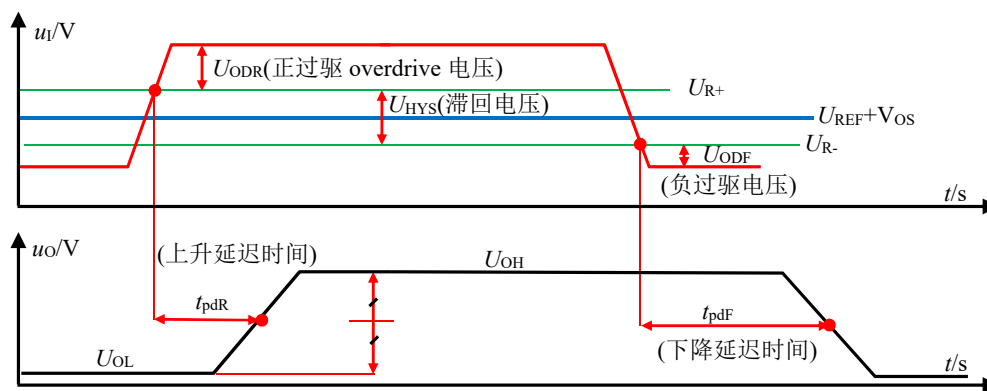 uI/V
UODR(正过驱 overdrive 电压)
UR+
UHYS(滞回电压)
UREF+VOS
UR-
UODF
(负过驱电压)
t/s
uO/V
(上升延迟时间)
UOH
tpdR
tpdF
UOL
(下降延迟时间)
t/s